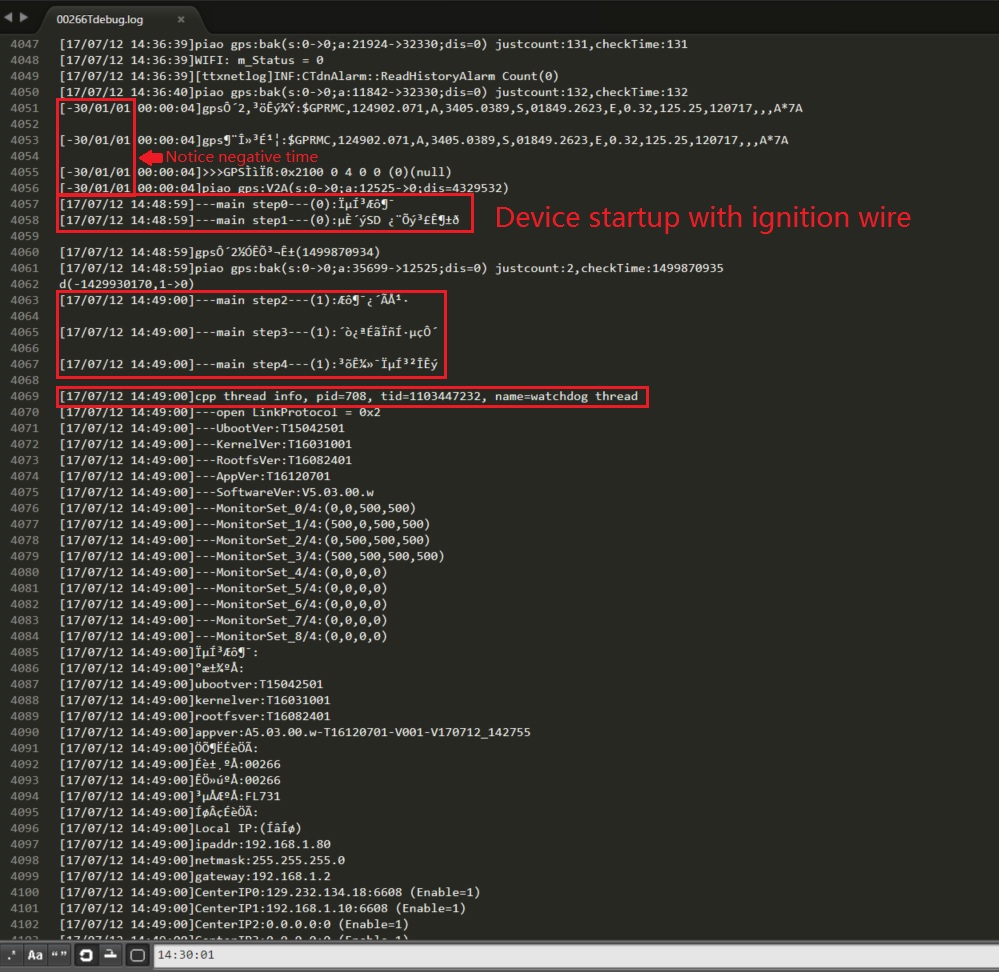 00266Tdebug.log ×
4047 [17/07/12 14:36:39]piao gps:bak(s:0->0;a:21924->32330;dis=0) justcount:131,checkTime:131
4048 [17/07/12 14:36:39]WIFI: m_Status = 0
4049 [17/07/12 14:36:39][ttxnetlog]INF:CTdnAlarm::ReadHistoryAlarm Count(0)
4050 [17/07/12 14:36:40]piao gps:bak(s:0->0;a:11842->32330;dis=0) justcount:132,checkTime:132
4051 [-30/01/01 00:00:04]gpsÔ´2,³öÊý¾Ý:$GPRMC,124902.071,A,3405.0389,S,01849.2623,E,0.32,125.25,120717,,,A*7A
4052
4053 [-30/01/01 00:00:04]gps¶¨Î»³É¹¦:$GPRMC,124902.071,A,3405.0389,S,01849.2623,E,0.32,125.25,120717,,,A*7A
4054 Notice negative time
4055 [-30/01/01 00:00:04]>>>GPSÌìÏß:0x2100 0 4 0 0 (0)(null)
4056 [-30/01/01 00:00:04]piao gps:V2A(s:0->0;a:12525->0;dis=4329532)
4057 [17/07/12 14:48:59]---main step0---(0):ÏµÍ³Æô¶¯
4058 [17/07/12 14:48:59]---main step1---(0):µÈ´ýSD ¿¨Õý³£Ê¶±ð
Device startup with ignition wire
4059
4060 [17/07/12 14:48:59]gpsÔ´2½ÓÊÕ³¬Ê±(1499870934)
4061 [17/07/12 14:48:59]piao gps:bak(s:0->0;a:35699->12525;dis=0) justcount:2,checkTime:1499870935
4062 d(-1429930170,1->0)
4063 [17/07/12 14:49:00]---main step2---(1):Æô¶¯¿´ÃÅ¹·
4064
4065 [17/07/12 14:49:00]---main step3---(1):´ò¿ªÉãÏñÍ·µçÔ´
4066
4067 [17/07/12 14:49:00]---main step4---(1):³õÊ¼»¯ÏµÍ³²ÎÊý
4068
4069 [17/07/12 14:49:00]cpp thread info, pid=708, tid=1103447232, name=watchdog thread
4070 [17/07/12 14:49:00]---open LinkProtocol = 0x2
4071 [17/07/12 14:49:00]---UbootVer:T15042501
4072 [17/07/12 14:49:00]---KernelVer:T16031001
4073 [17/07/12 14:49:00]---RootfsVer:T16082401
4074 [17/07/12 14:49:00]---AppVer:T16120701
4075 [17/07/12 14:49:00]---SoftwareVer:V5.03.00.w
4076 [17/07/12 14:49:00]---MonitorSet_0/4:(0,0,500,500)
4077 [17/07/12 14:49:00]---MonitorSet_1/4:(500,0,500,500)
4078 [17/07/12 14:49:00]---MonitorSet_2/4:(0,500,500,500)
4079 [17/07/12 14:49:00]---MonitorSet_3/4:(500,500,500,500)
4080 [17/07/12 14:49:00]---MonitorSet_4/4:(0,0,0,0)
4081 [17/07/12 14:49:00]---MonitorSet_5/4:(0,0,0,0)
4082 [17/07/12 14:49:00]---MonitorSet_6/4:(0,0,0,0)
4083 [17/07/12 14:49:00]---MonitorSet_7/4:(0,0,0,0)
4084 [17/07/12 14:49:00]---MonitorSet_8/4:(0,0,0,0)
4085 [17/07/12 14:49:00]ÏµÍ³Æô¶¯:
4086 [17/07/12 14:49:00]°æ±¾ºÅ:
4087 [17/07/12 14:49:00]ubootver:T15042501
4088 [17/07/12 14:49:00]kernelver:T16031001
4089 [17/07/12 14:49:00]rootfsver:T16082401
4090 [17/07/12 14:49:00]appver:A5.03.00.w-T16120701-V001-V170712_142755
4091 [17/07/12 14:49:00]ÖÕ¶ËÉèÖÃ:
4092 [17/07/12 14:49:00]Éè±¸ºÅ:00266
4093 [17/07/12 14:49:00]ÊÖ»úºÅ:00266
4094 [17/07/12 14:49:00]³µÅÆºÅ:FL731
4095 [17/07/12 14:49:00]ÍøÂçÉèÖÃ:
4096 [17/07/12 14:49:00]Local IP:(ÍâÍø)
4097 [17/07/12 14:49:00]ipaddr:192.168.1.80
4098 [17/07/12 14:49:00]netmask:255.255.255.0
4099 [17/07/12 14:49:00]gateway:192.168.1.2
4100 [17/07/12 14:49:00]CenterIP0:129.232.134.18:6608 (Enable=1)
4101 [17/07/12 14:49:00]CenterIP1:192.168.1.10:6608 (Enable=1)
4102 [17/07/12 14:49:00]CenterIP2:0.0.0.0:0 (Enable=1)
.* Aa “” 14:30:01